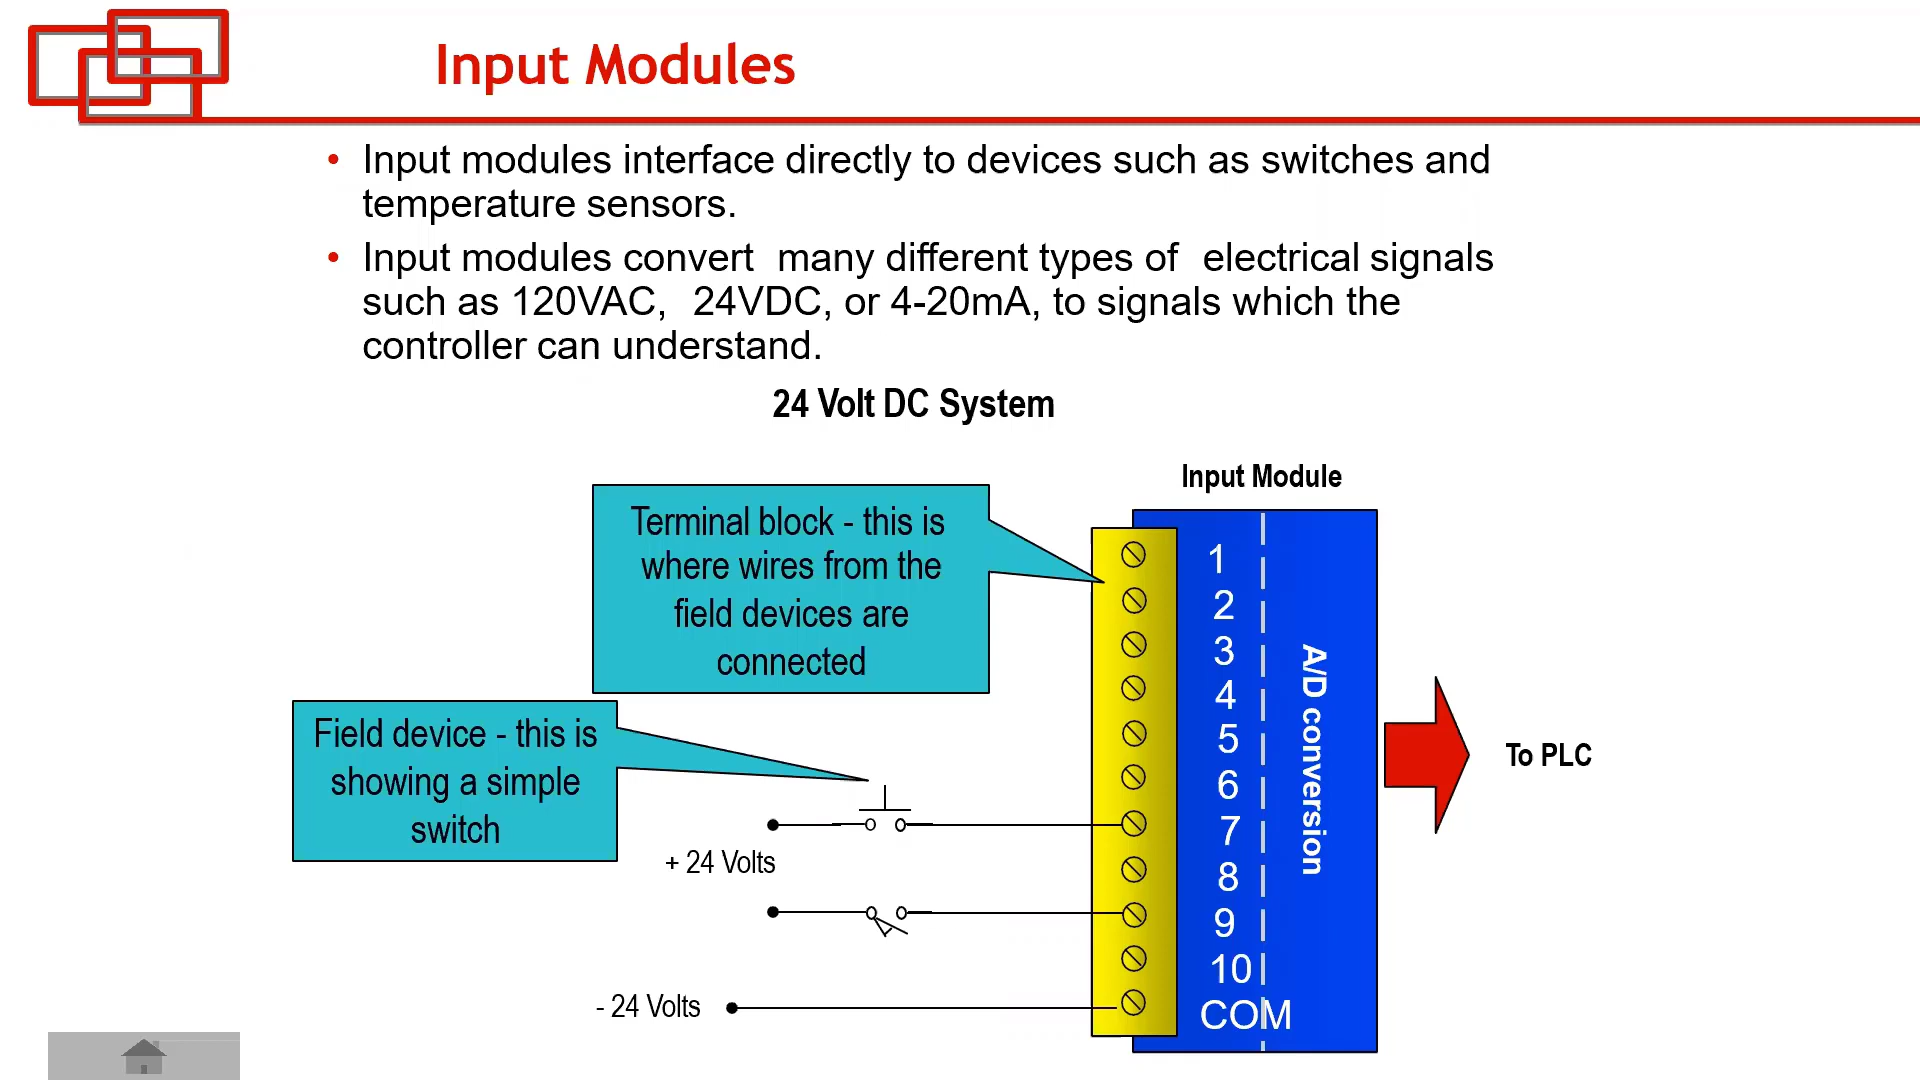 Input Modules
• Input modules interface directly to devices such as switches and
temperature sensors.
• Input modules convert many different types of electrical signals
such as 120VAC, 24VDC, or 4-20mA, to signals which the
controller can understand.
24 Volt DC System
Input Module
Terminal block - this is
where wires from the
field devices are
connected
Field device - this is
showing a simple
switch
+ 24 Volts
- 24 Volts
1
2
3
4
5
6
7
8
9
10
COM
A/D conversion
To PLC